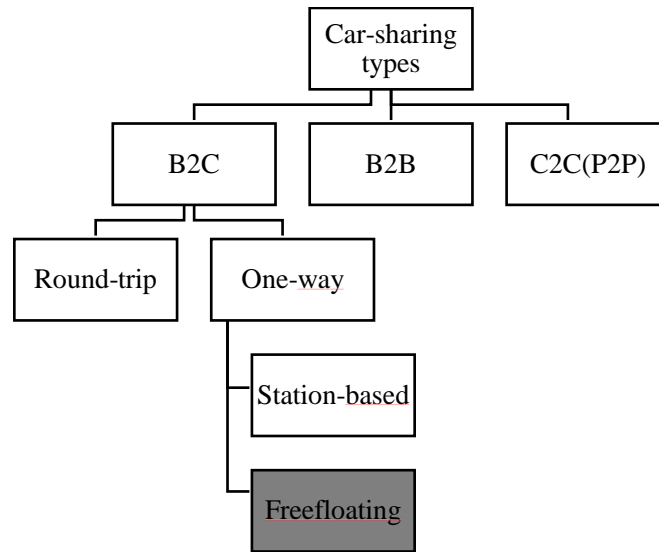 Car-sharing
types
B2C
B2B
C2C(P2P)
Round-trip
One-way
Station-based
Freefloating